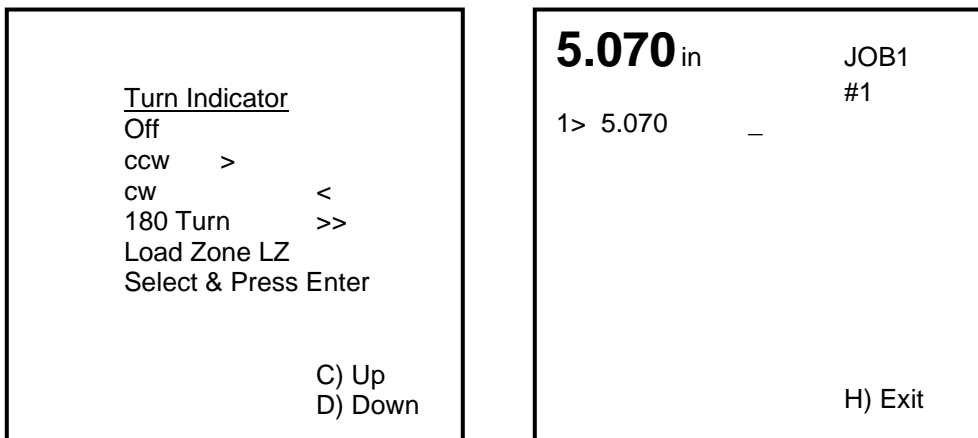 Turn Indicator
Off
ccw >
cw <
180 Turn >>
Load Zone LZ
Select & Press Enter
C) Up
D) Down
5.070 in JOB1
#1
1> 5.070 _
H) Exit